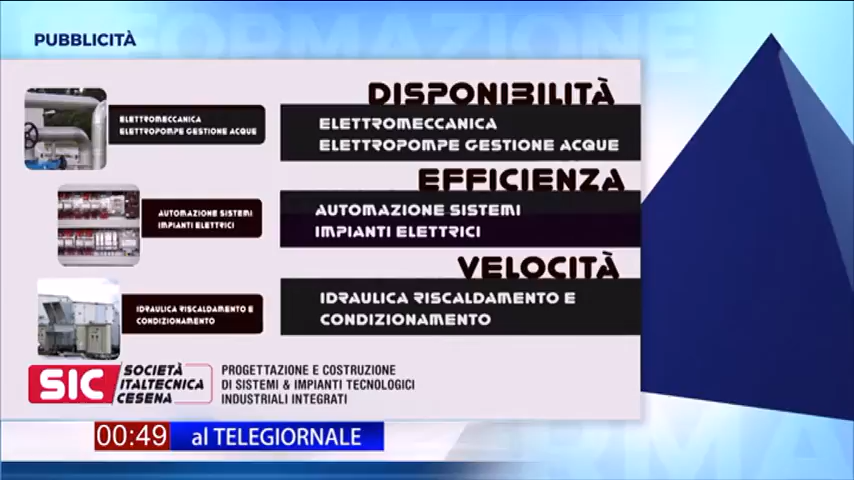 INFORMAZIONE
PUBBLICITÀ
DISPONIBILITÀ
ELETTROMECCANICA
ELETTROPOMPE GESTIONE ACQUE
ELETTROMECCANICA
ELETTROPOMPE GESTIONE ACQUE
EFFICIENZA
AUTOMAZIONE SISTEMI
IMPIANTI ELETTRICI
AUTOMAZIONE SISTEMI
IMPIANTI ELETTRICI
VELOCITÀ
IDRAULICA RISCALDAMENTO E
CONDIZIONAMENTO
IDRAULICA RISCALDAMENTO E
CONDIZIONAMENTO
SIC
SOCIETÀ
ITALTECNICA
CESENA
PROGETTAZIONE E COSTRUZIONE
DI SISTEMI & IMPIANTI TECNOLOGICI
INDUSTRIALI INTEGRATI
00:49 al TELEGIORNALE